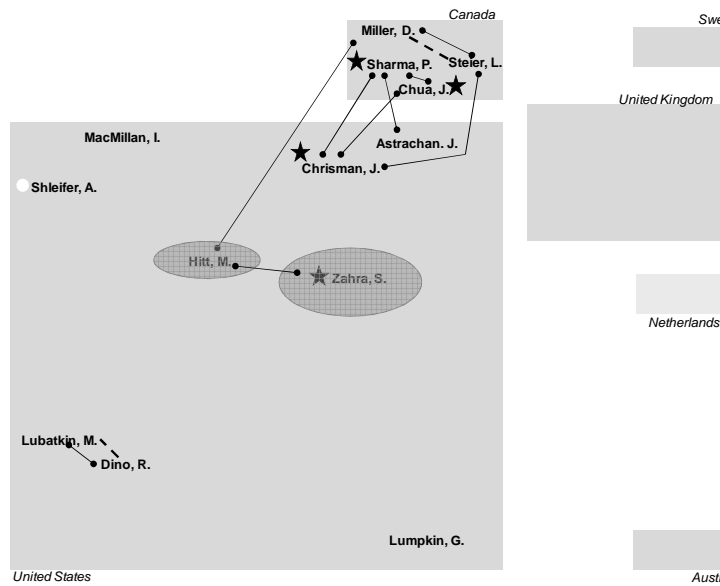 Canada
Swe
Miller, D.
Steier, L.
Sharma, P.
Chua, J.
United Kingdom
MacMillan, I.
Astrachan. J.
Chrisman, J.
Shleifer, A.
Hitt, M.
Zahra, S.
Netherlands
Lubatkin, M.
Dino, R.
Lumpkin, G.
United States
Austr